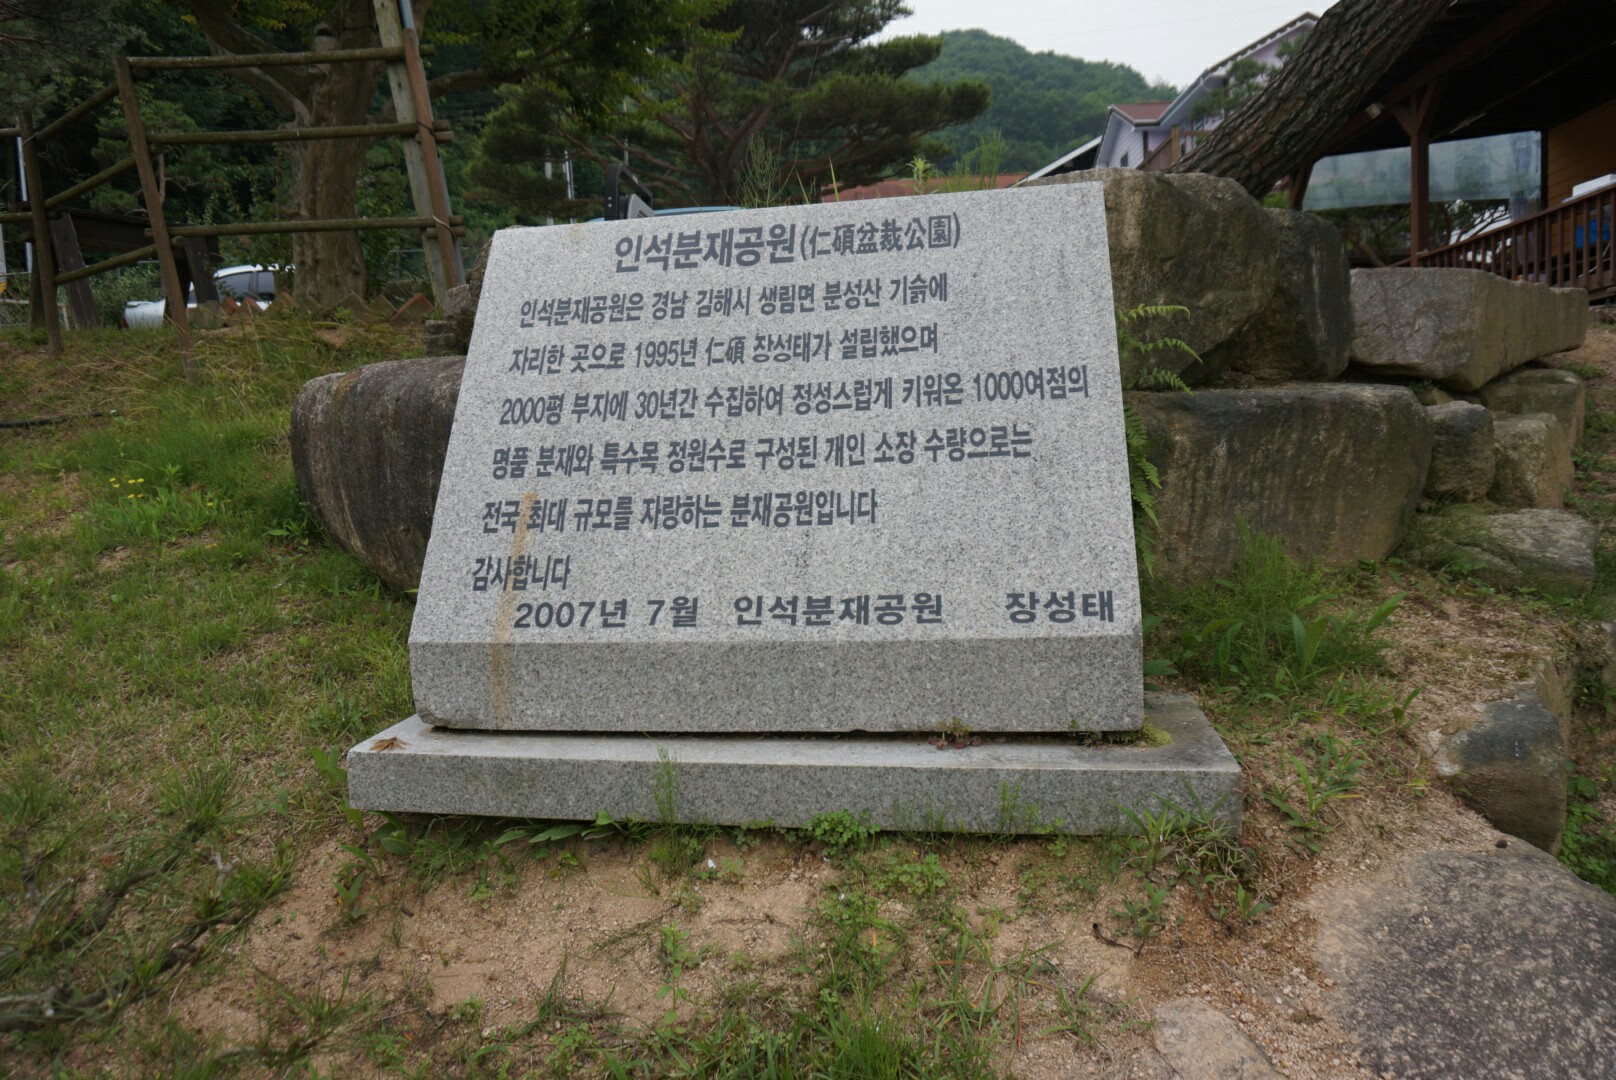 인석분재공원(仁碩盆栽公園)
인석분재공원은 경남 김해시 생림면 분성산 기슭에
자리한 곳으로 1995년 仁碩 장성태가 설립했으며
2000평 부지에 30년간 수집하여 정성스럽게 키워온 1000여점의
명품 분재와 특수목 정원수로 구성된 개인 소장 수량으로는
전국 최대 규모를 자랑하는 분재공원입니다
감사합니다
2007년 7월 인석분재공원 장성태